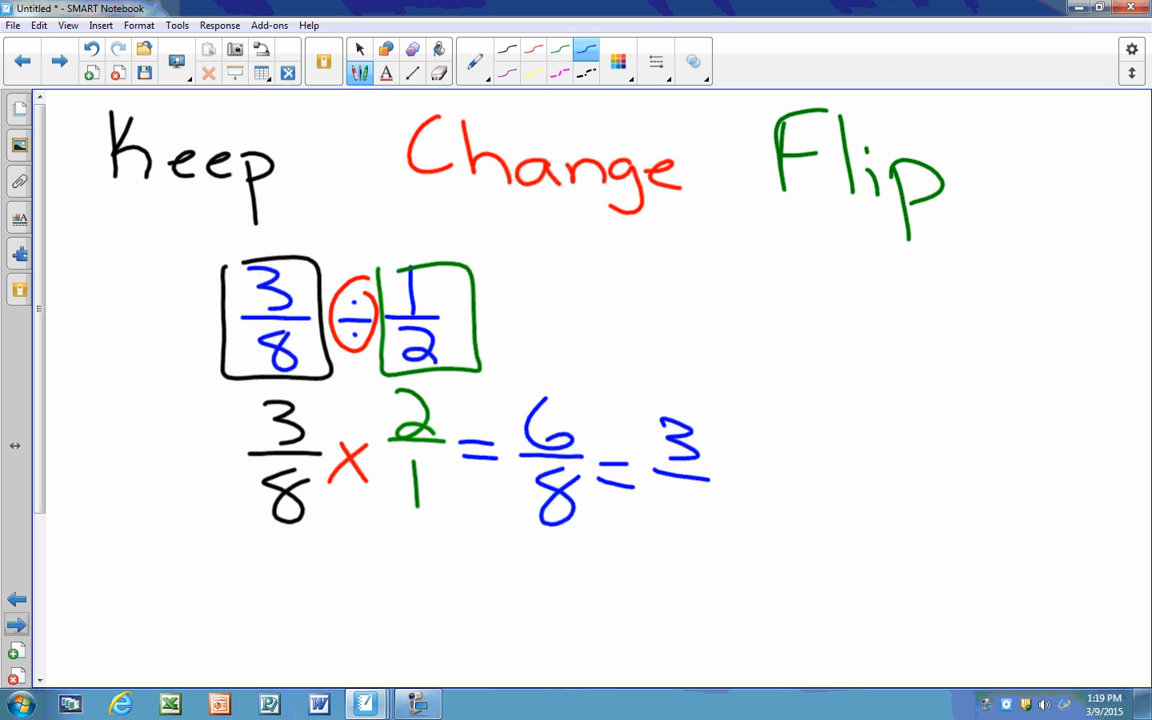 Untitled * - SMART Notebook
File Edit View Insert Format Tools Response Add-ons Help
Keep Change Flip
3/8 ÷ 1/2
3/8 x 2/1 = 6/8 = 3/
1:19 PM
3/9/2015